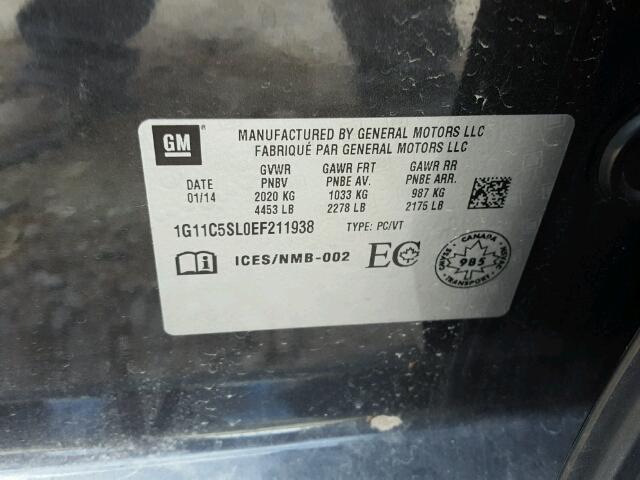 GM
MANUFACTURED BY GENERAL MOTORS LLC
FABRIQUÉ PAR GENERAL MOTORS LLC
GVWR GAWR FRT GAWR RR
DATE PNBV PNBE AV. PNBE ARR.
01/14 2020 KG 1033 KG 987 KG
4453 LB 2278 LB 2175 LB
1G11C5SL0EF211938 TYPE: PC/VT
i ICES/NMB-002 EC
CANADA
985
TRANSPORT